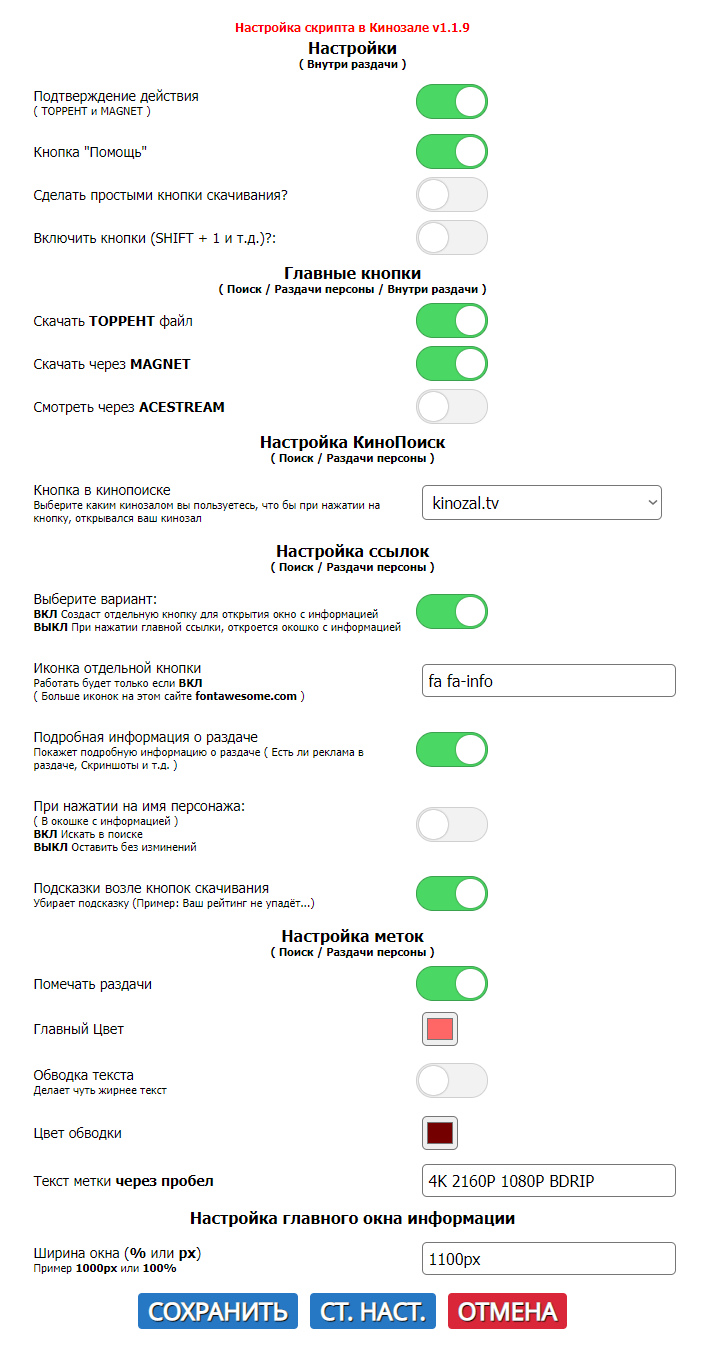 Настройка скрипта в Кинозале v1.1.9
Настройки
( Внутри раздачи )
Подтверждение действия
( ТОРРЕНТ и MAGNET )
Кнопка "Помощь"
Сделать простыми кнопки скачивания?
Включить кнопки (SHIFT + 1 и т.д.)?:
Главные кнопки
( Поиск / Раздачи персоны / Внутри раздачи )
Скачать ТОРРЕНТ файл
Скачать через MAGNET
Смотреть через ACESTREAM
Настройка КиноПоиск
( Поиск / Раздачи персоны )
Кнопка в кинопоиске
Выберите каким кинозалом вы пользуетесь, что бы при нажатии на
кнопку, открывался ваш кинозал
kinozal.tv
Настройка ссылок
( Поиск / Раздачи персоны )
Выберите вариант:
ВКЛ Создаст отдельную кнопку для открытия окно с информацией
ВЫКЛ При нажатии главной ссылки, откроется окошко с информацией
Иконка отдельной кнопки
Работать будет только если ВКЛ
( Больше иконок на этом сайте fontawesome.com )
fa fa-info
Подробная информация о раздаче
Покажет подробную информацию о раздаче ( Есть ли реклама в
раздаче, Скриншоты и т.д. )
При нажатии на имя персонажа:
( В окошке с информацией )
ВКЛ Искать в поиске
ВЫКЛ Оставить без изминений
Подсказки возле кнопок скачивания
Убирает подсказку (Пример: Ваш рейтинг не упадёт...)
Настройка меток
( Поиск / Раздачи персоны )
Помечать раздачи
Главный Цвет
Обводка текста
Делает чуть жирнее текст
Цвет обводки
Текст метки через пробел
4K 2160P 1080P BDRIP
Настройка главного окна информации
Ширина окна (% или px)
Пример 1000px или 100%
1100px
СОХРАНИТЬ СТ. НАСТ. ОТМЕНА